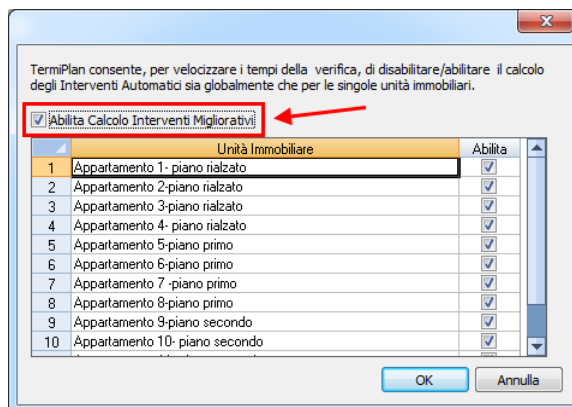 TermiPlan consente, per velocizzare i tempi della verifica, di disabilitare/abilitare il calcolo
degli Interventi Automatici sia globalmente che per le singole unità immobiliari.
Abilita Calcolo Interventi Migliorativi
Unità Immobiliare Abilita
1 Appartamento 1- piano rialzato
2 Appartamento 2-piano rialzato
3 Appartamento 3-piano rialzato
4 Appartamento 4- piano rialzato
5 Appartamento 5-piano primo
6 Appartamento 6-piano primo
7 Appartamento 7 -piano primo
8 Appartamento 8-piano primo
9 Appartamento 9-piano secondo
10 Appartamento 10- piano secondo
OK Annulla